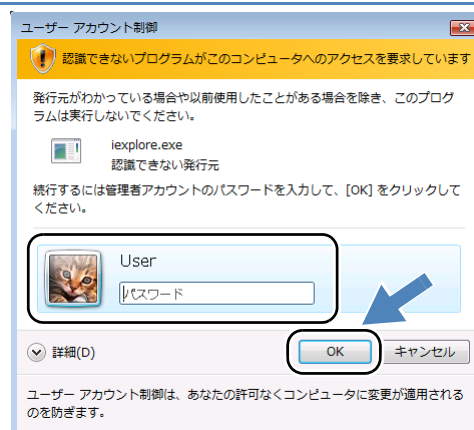 ユーザー アカウント制御
認識できないプログラムがこのコンピュータへのアクセスを要求しています
発行元がわかっている場合や以前使用したことがある場合を除き、このプログ
ラムは実行しないでください。
iexplore.exe
認識できない発行元
続行するには管理者アカウントのパスワードを入力して、[OK] をクリックして
ください。
User
パスワード
詳細(D)
OK
キャンセル
ユーザー アカウント制御は、あなたの許可なくコンピュータに変更が適用される
のを防ぎます。